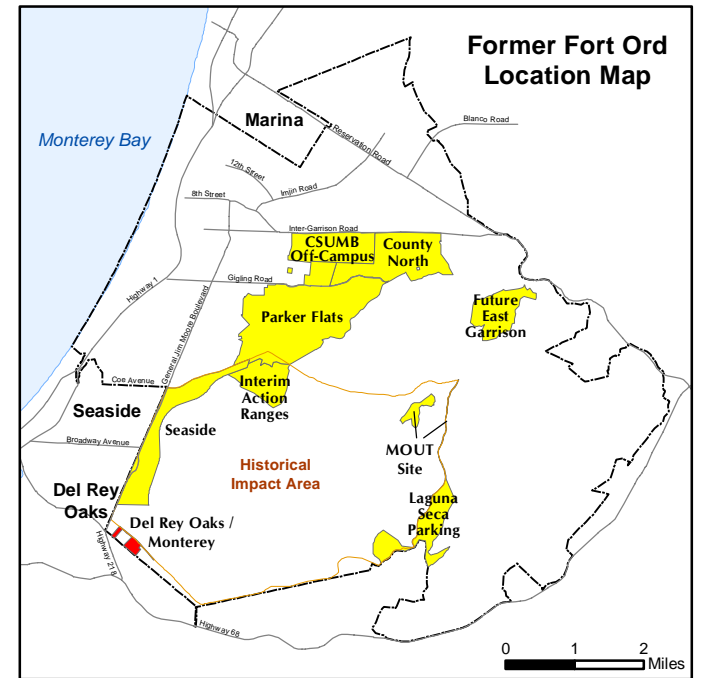 Former Fort Ord
Location Map
Monterey Bay
Marina
Blanco Road
Reservation Road
12th Street
Imjin Road
8th Street
Inter-Garrison Road
CSUMB
Off-Campus
County
North
Gigling Road
Highway 1
General Jim Moore Boulevard
Parker Flats
Future
East
Garrison
Coe Avenue
Interim
Action
Ranges
Seaside
Seaside
Broadway Avenue
MOUT
Site
Historical
Impact Area
Del Rey
Oaks
Laguna
Seca
Parking
Del Rey Oaks /
Monterey
Highway 218
Highway 68
0 1 2
Miles